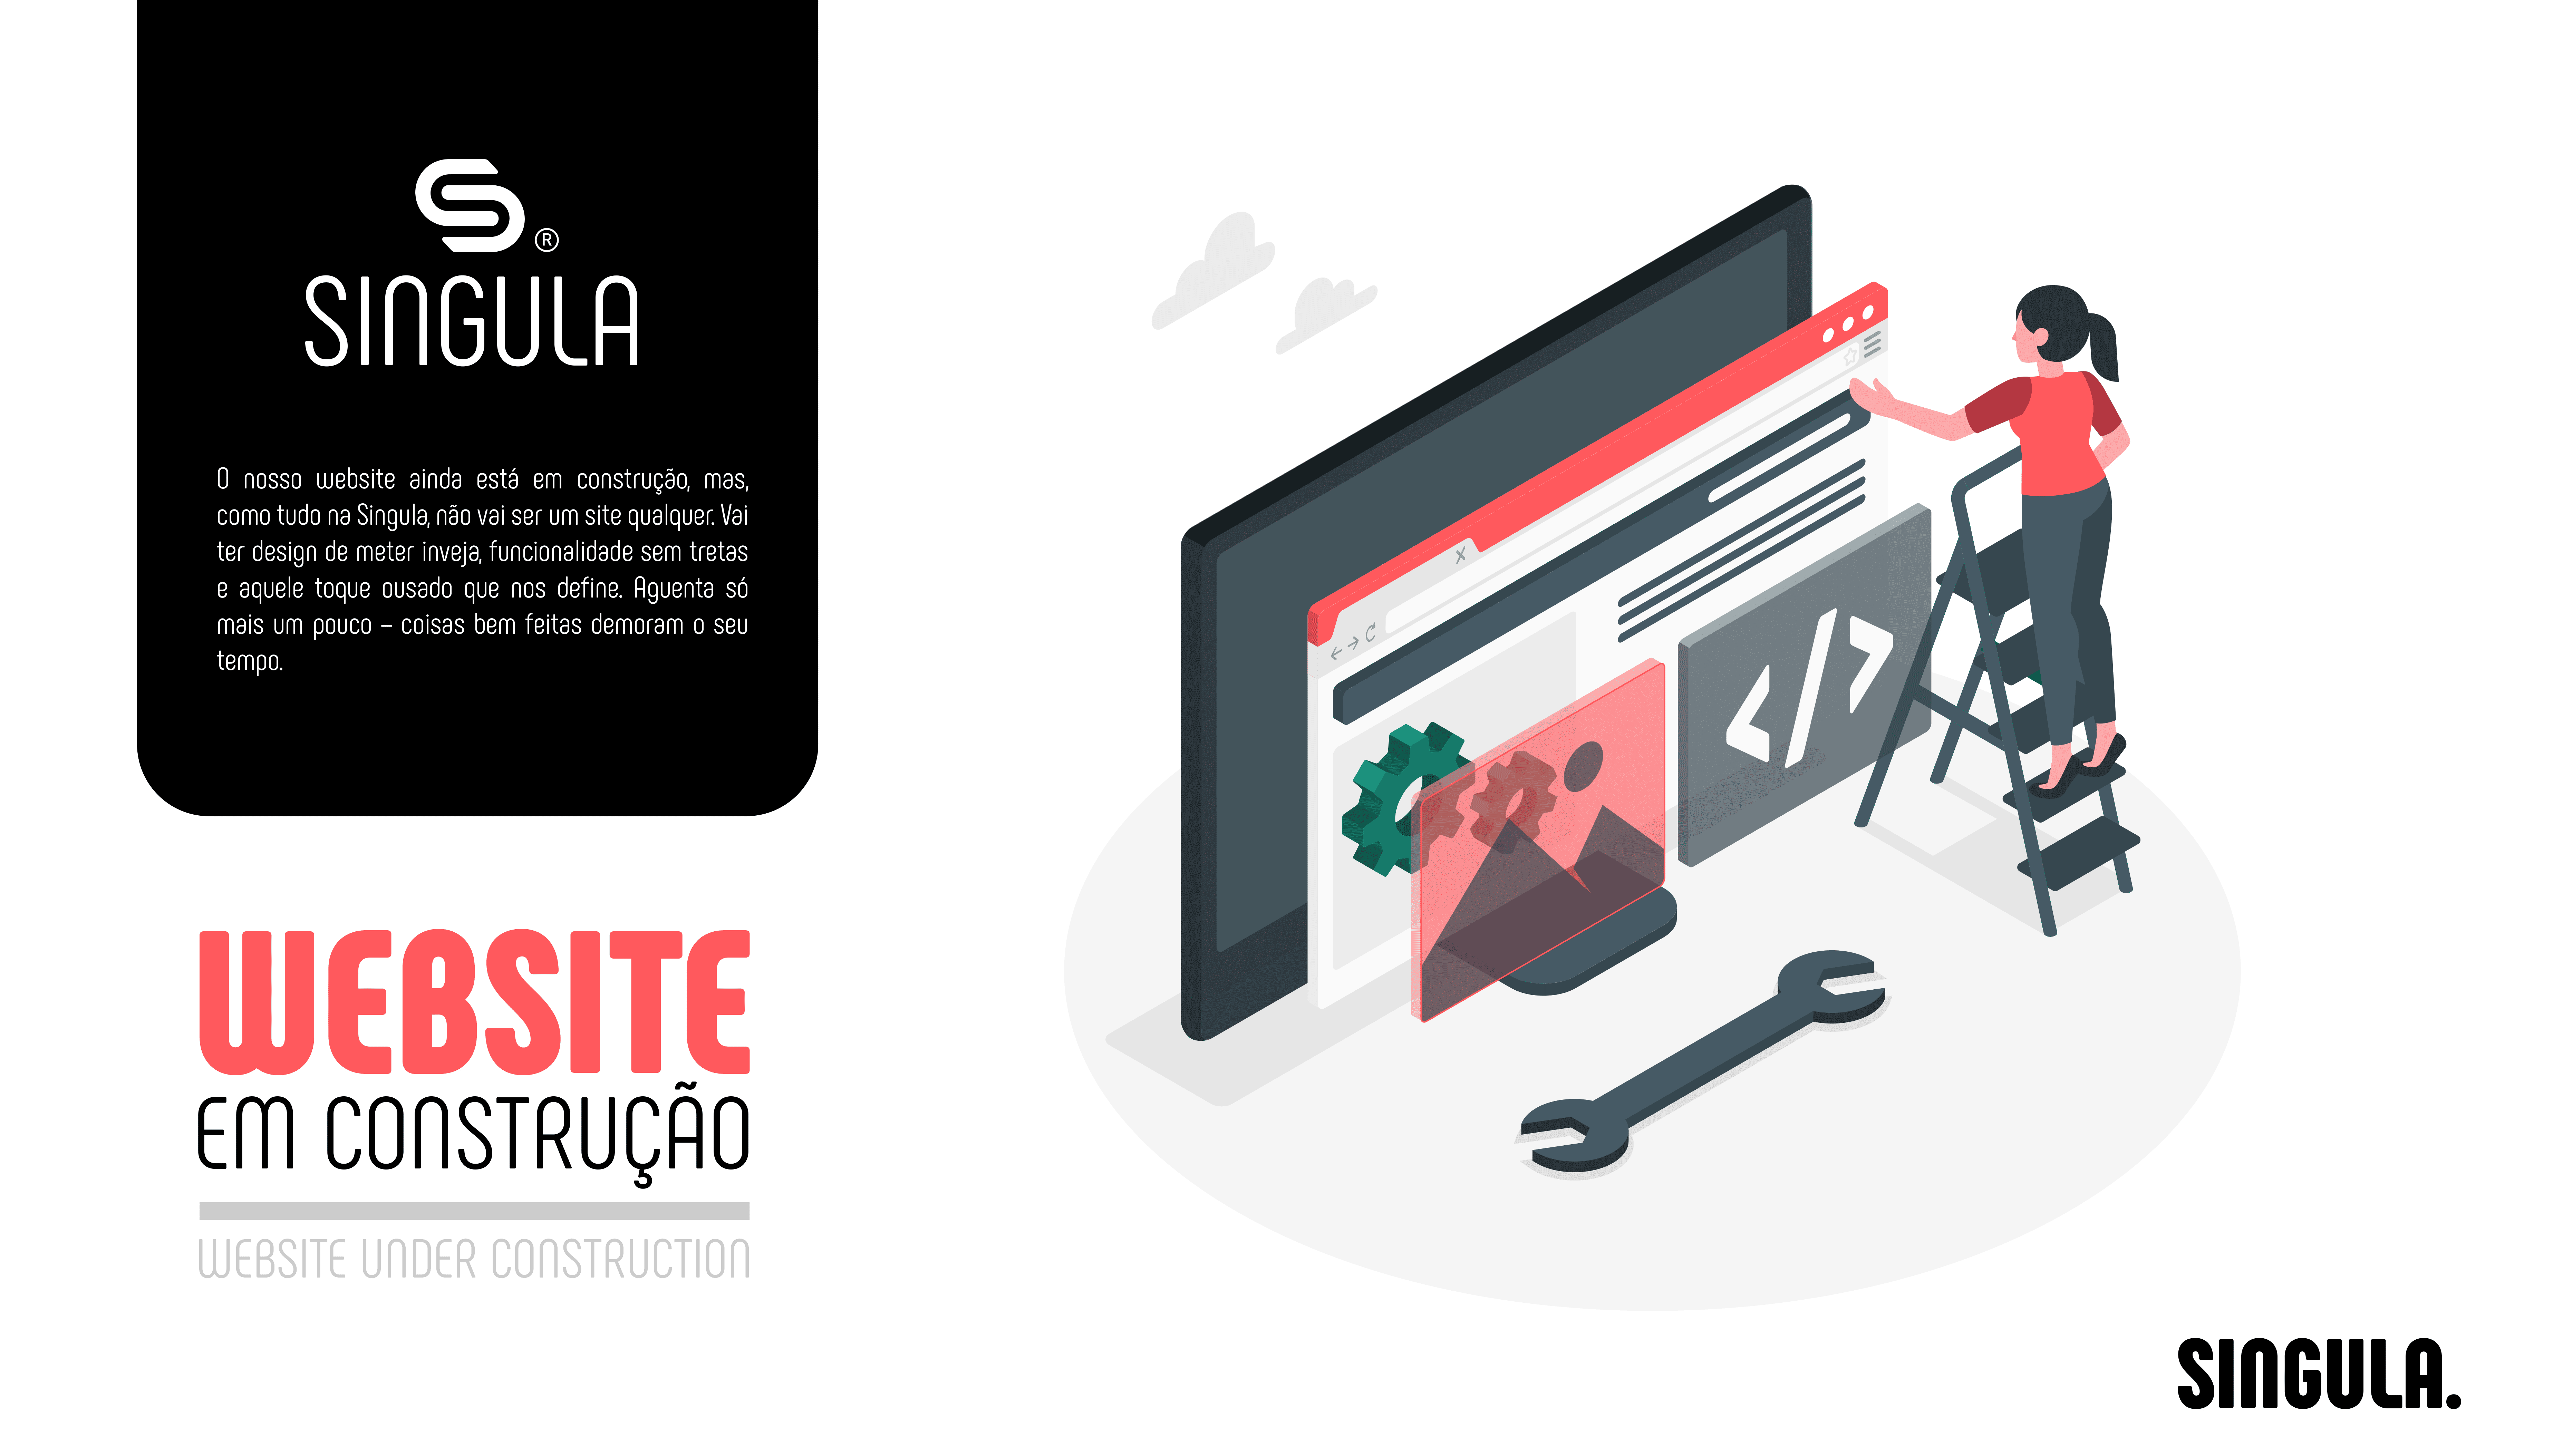 ®
SINGULA
O nosso website ainda está em construção, mas,
como tudo na Singula, não vai ser um site qualquer. Vai
ter design de meter inveja, funcionalidade sem tretas
e aquele toque ousado que nos define. Aguenta só
mais um pouco – coisas bem feitas demoram o seu
tempo.
WEBSITE
EM CONSTRUÇÃO
WEBSITE UNDER CONSTRUCTION
</>
SINGULA.